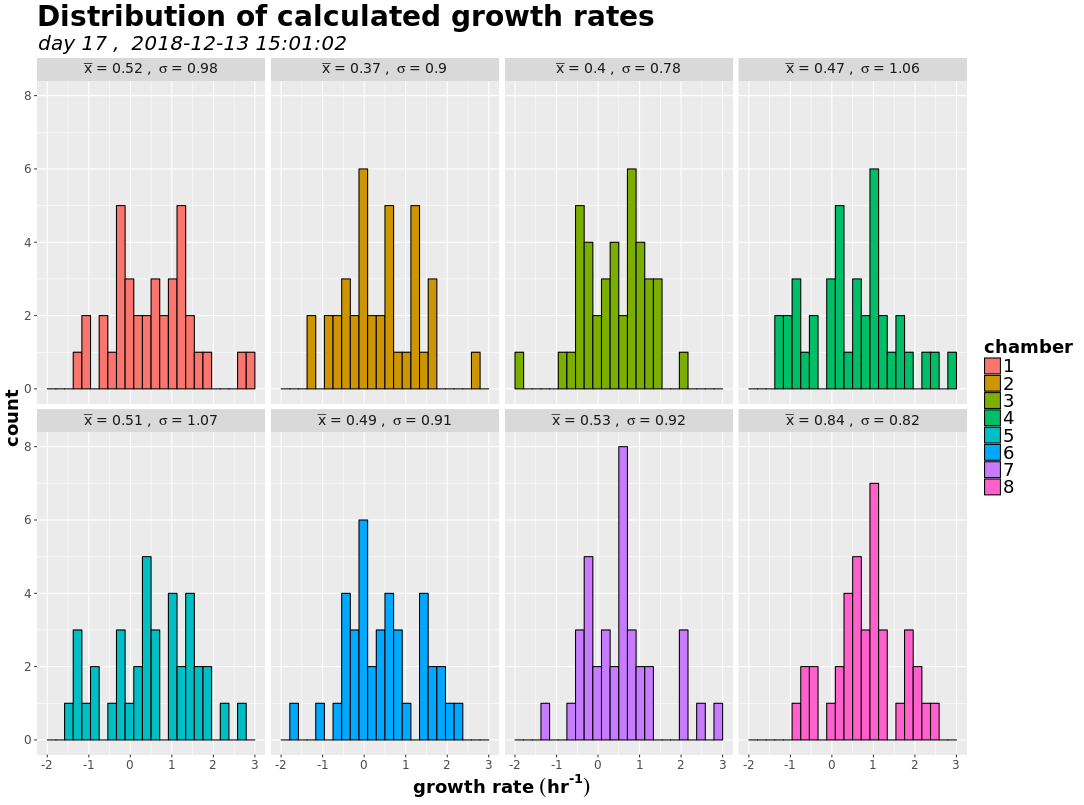 Distribution of calculated growth rates
day 17 ,  2018-12-13 15:01:02
x̅ = 0.52 ,  σ = 0.98
x̅ = 0.37 ,  σ = 0.9
x̅ = 0.4 ,  σ = 0.78
x̅ = 0.47 ,  σ = 1.06
8
6
4
2
0
x̅ = 0.51 ,  σ = 1.07
x̅ = 0.49 ,  σ = 0.91
x̅ = 0.53 ,  σ = 0.92
x̅ = 0.84 ,  σ = 0.82
8
6
4
2
0
-2 -1 0 1 2 3
-2 -1 0 1 2 3
-2 -1 0 1 2 3
-2 -1 0 1 2 3
growth rate (hr⁻¹)
count
chamber
1
2
3
4
5
6
7
8